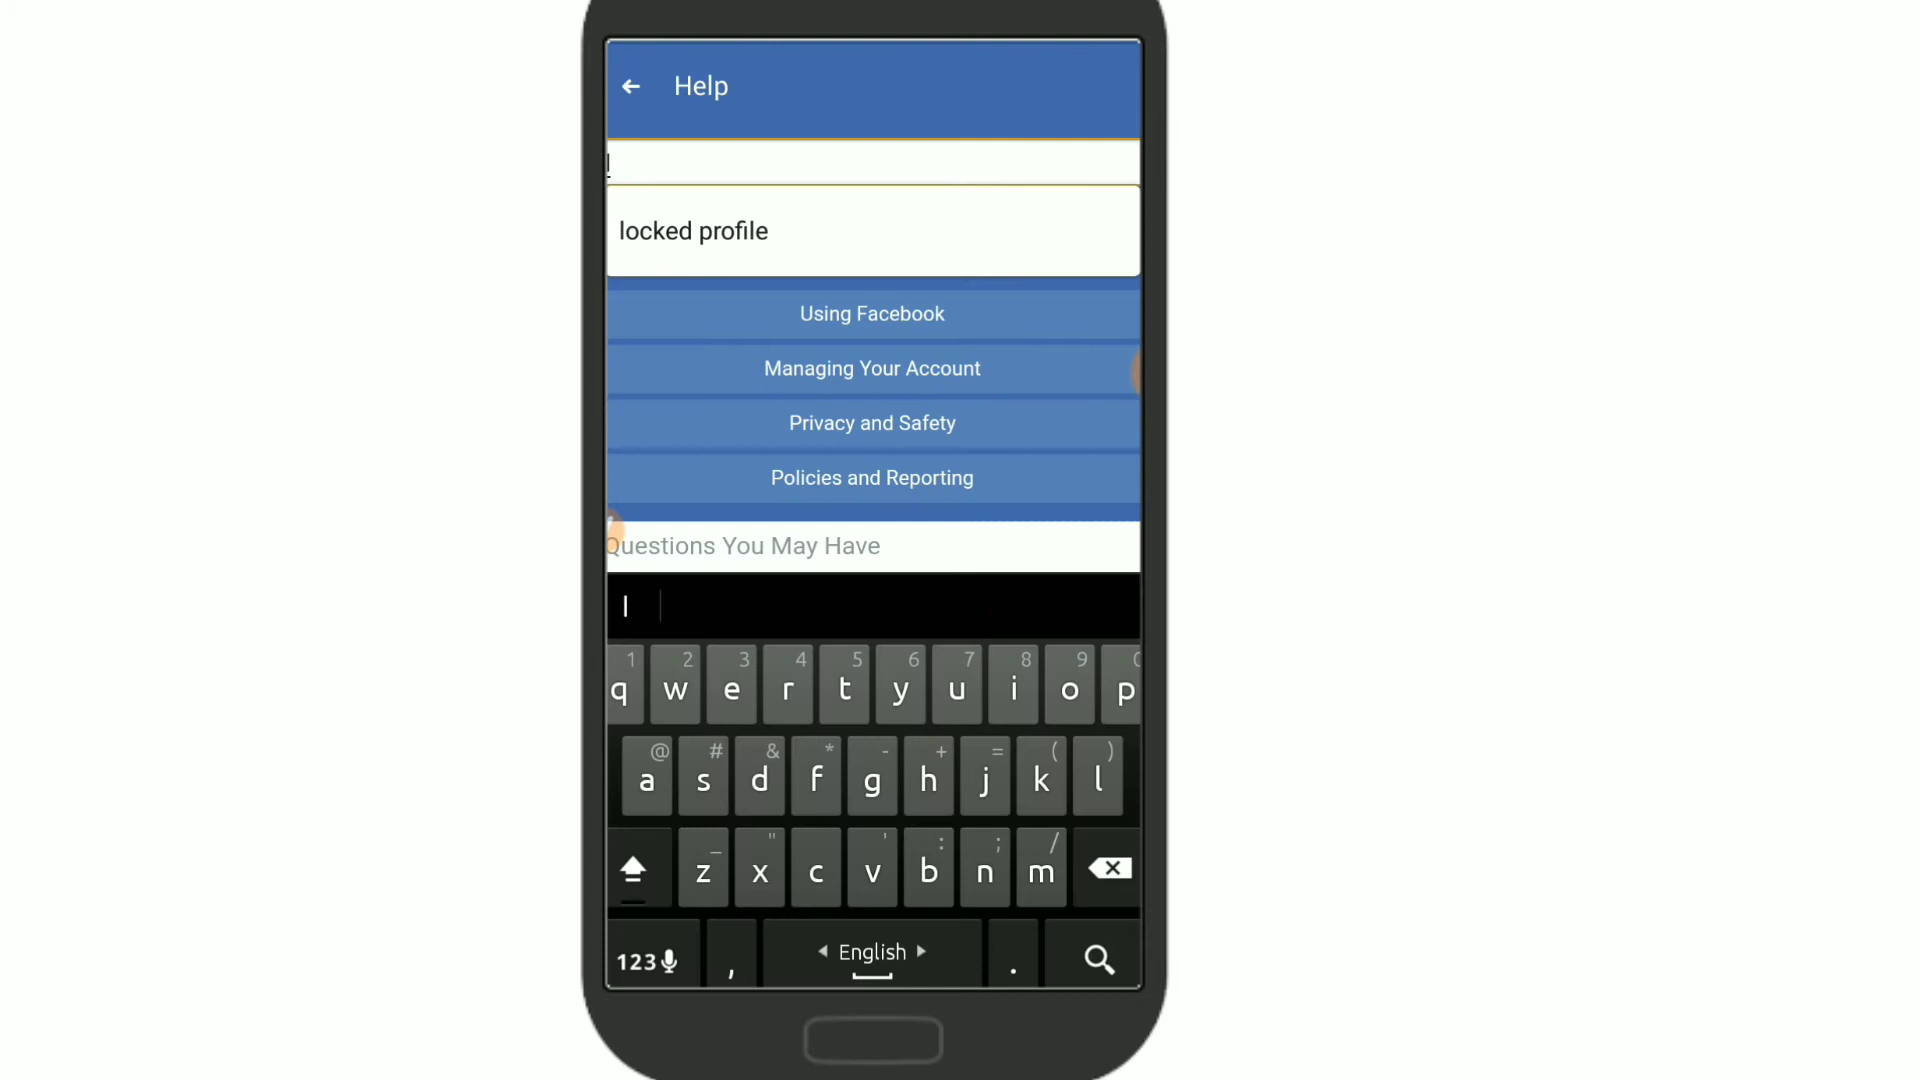 Help
l
locked profile
Using Facebook
Managing Your Account
Privacy and Safety
Policies and Reporting
Questions You May Have
l
1 2 3 4 5 6 7 8 9 0
q w e r t y u i o p
@ # & * - + = ( )
a s d f g h j k l
_ " ' : ; /
z x c v b n m
123 , English .